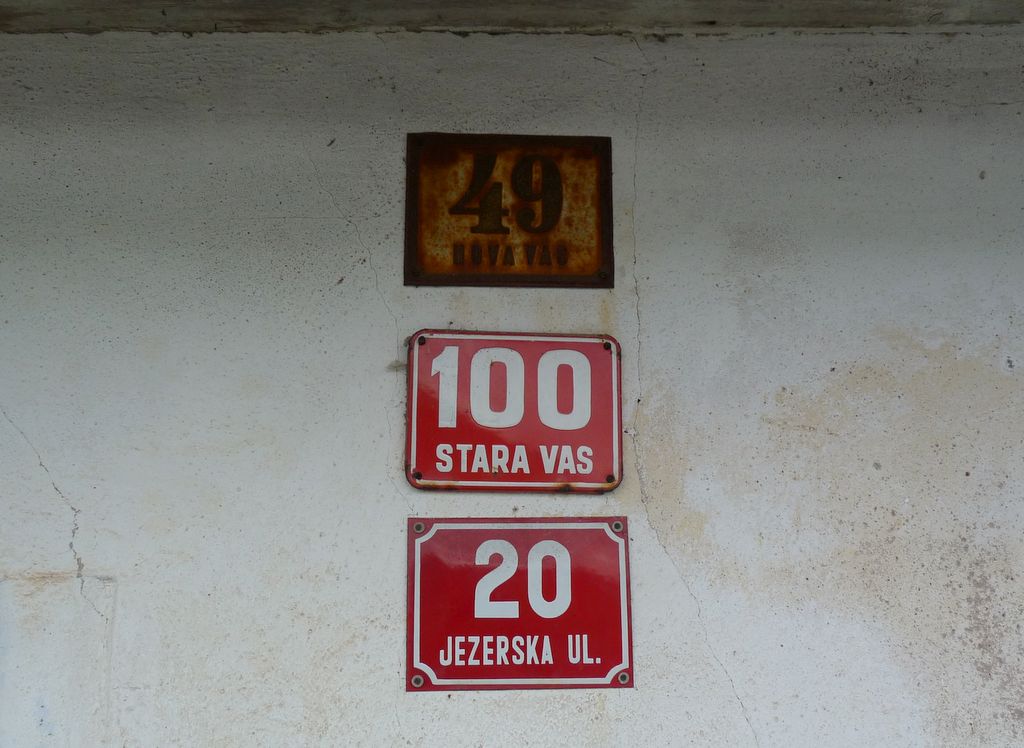 49
NOVA VAS
100
STARA VAS
20
JEZERSKA UL.